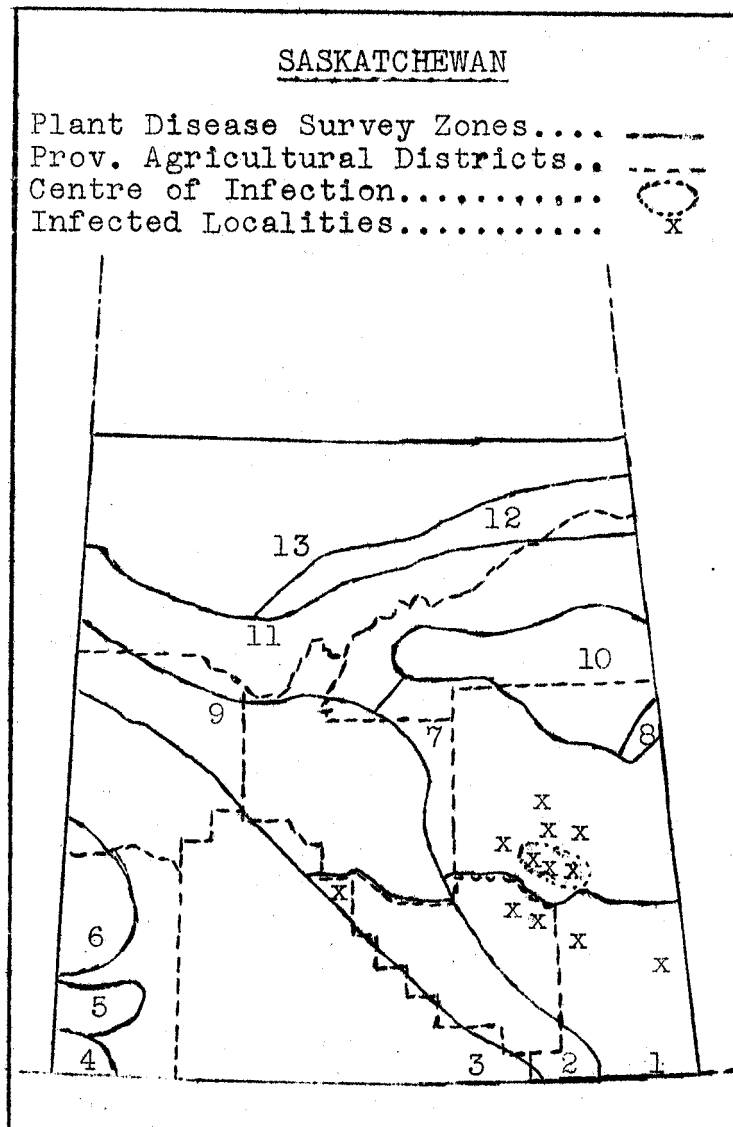 SASKATCHEWAN
Plant Disease Survey Zones....
Prov. Agricultural Districts..
Centre of Infection...........
Infected Localities...........
x
12
13
11
10
9
7
8
x
x
x
x
x
x
x
x
x
x
6
x
x
5
4
3
2
1